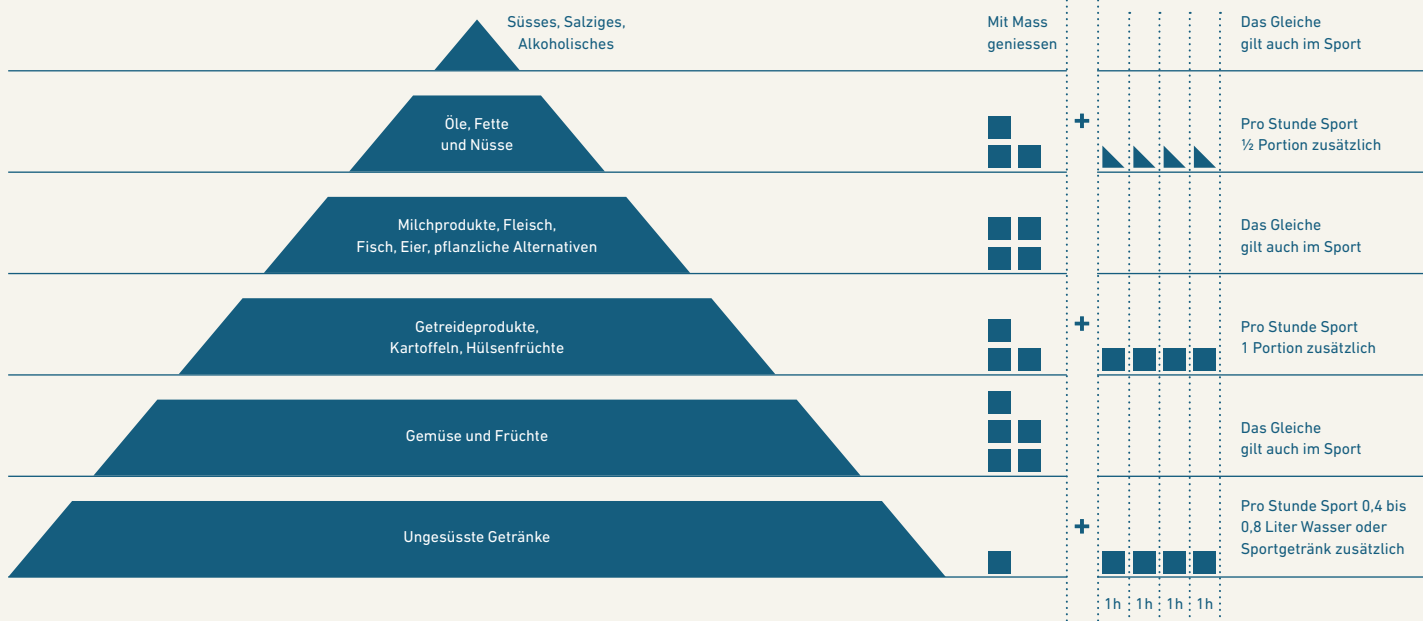 Süsses, Salziges,
Alkoholisches
Mit Mass
geniessen
Das Gleiche
gilt auch im Sport
Öle, Fette
und Nüsse
+
Pro Stunde Sport
½ Portion zusätzlich
Milchprodukte, Fleisch,
Fisch, Eier, pflanzliche Alternativen
Das Gleiche
gilt auch im Sport
Getreideprodukte,
Kartoffeln, Hülsenfrüchte
+
Pro Stunde Sport
1 Portion zusätzlich
Gemüse und Früchte
Das Gleiche
gilt auch im Sport
Ungesüsste Getränke
+
Pro Stunde Sport 0,4 bis
0,8 Liter Wasser oder
Sportgetränk zusätzlich
1h 1h 1h 1h